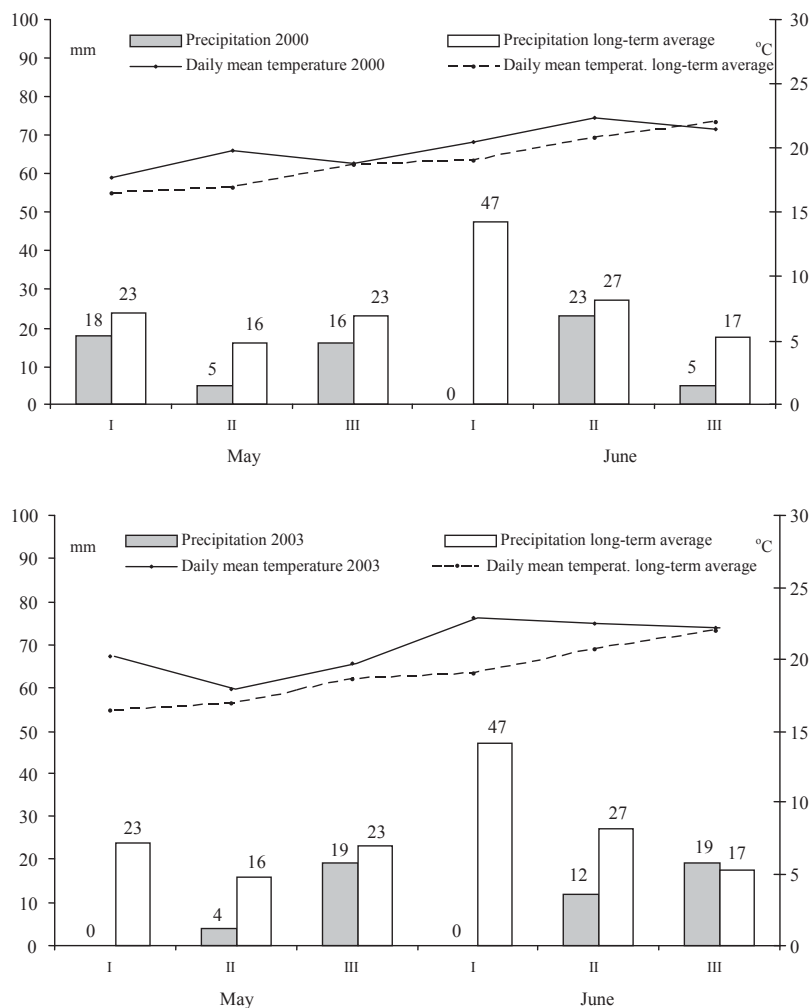 100 30
mm Precipitation 2000 Precipitation long-term average °C
90 Daily mean temperature 2000 Daily mean temperat. long-term average
80 25
70 20
60
50 47 15
40
30 23 23 23 27 10
20 18 16 16 17
10 5 5 5
0 0 0
I II III I II III
May June
100 30
mm Precipitation 2003 Precipitation long-term average °C
90 Daily mean temperature 2003 Daily mean temperat. long-term average
80 25
70 20
60
50 47 15
40
30 23 23 27 10
20 16 19 19 17
10 4 12 5
0 0 0 0
I II III I II III
May June